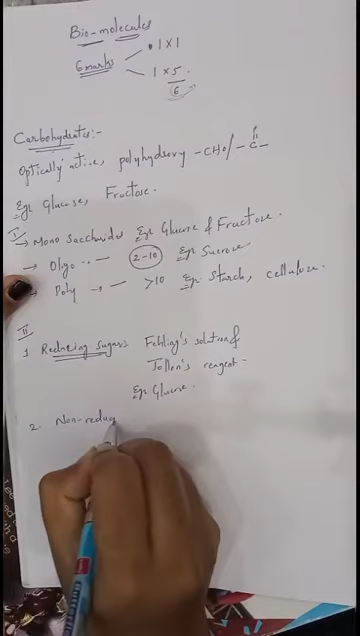 Bio-molecules
6 marks
1 x 1
1 x 5
6
Carbohydrates:-
Optically active, polyhydroxy -CHO/ -C-
Eg: Glucose, Fructose.
I
→ Mono Saccharides Eg: Glucose & Fructose.
→ Oligo -"- — 2-10 Eg: Sucrose
→ Poly -"- — >10 Eg: Starch, cellulose.
II
1. Reducing sugars: Fehling's solution &
Tollen's reagent-
Eg: Glucose.
2. Non-reduc